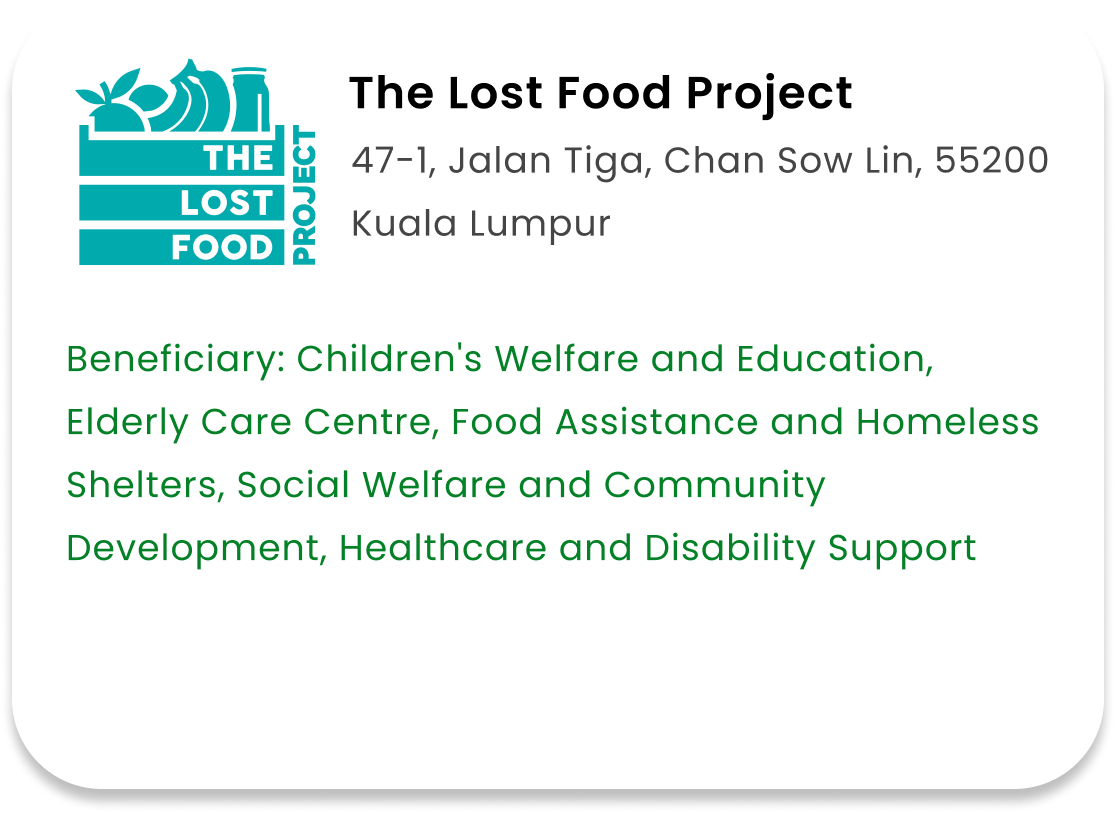 THE
LOST
FOOD
PROJECT
The Lost Food Project
47-1, Jalan Tiga, Chan Sow Lin, 55200
Kuala Lumpur
Beneficiary: Children's Welfare and Education,
Elderly Care Centre, Food Assistance and Homeless
Shelters, Social Welfare and Community
Development, Healthcare and Disability Support